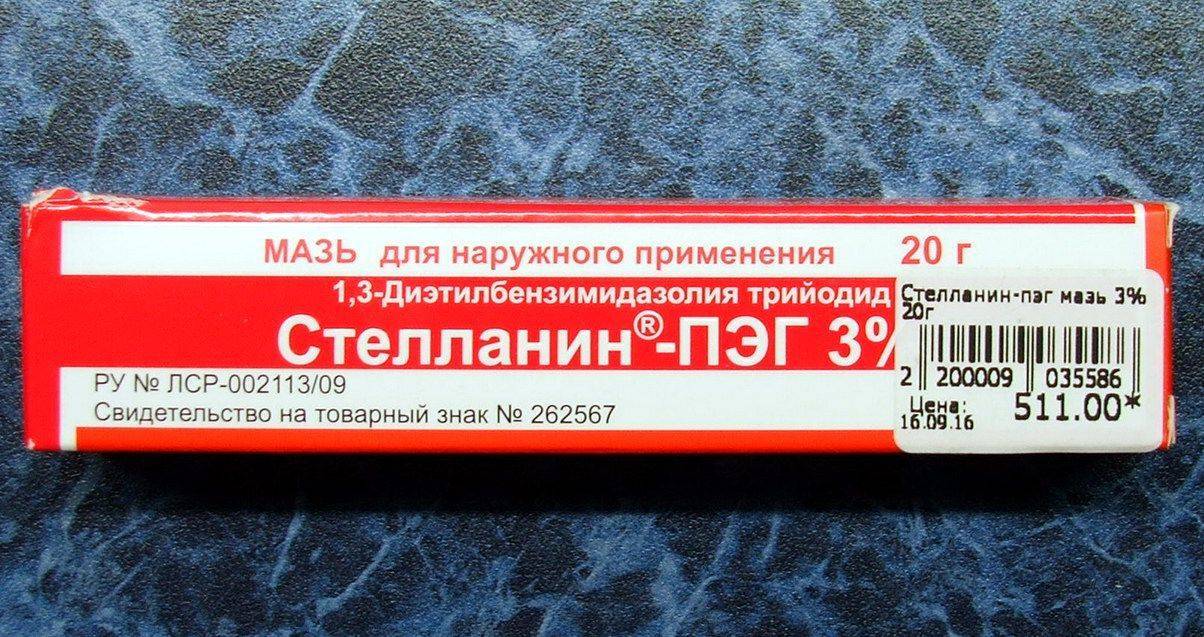 МАЗЬ для наружного применения 20 г
1,3-Диэтилбензимидазолия трийодид
Стелланин®-ПЭГ 3%
РУ № ЛСР-002113/09
Свидетельство на товарный знак № 262567
Стелланин-пэг мазь 3%
20г
2 200009 035586
Цена: 511.00*
16.09.16